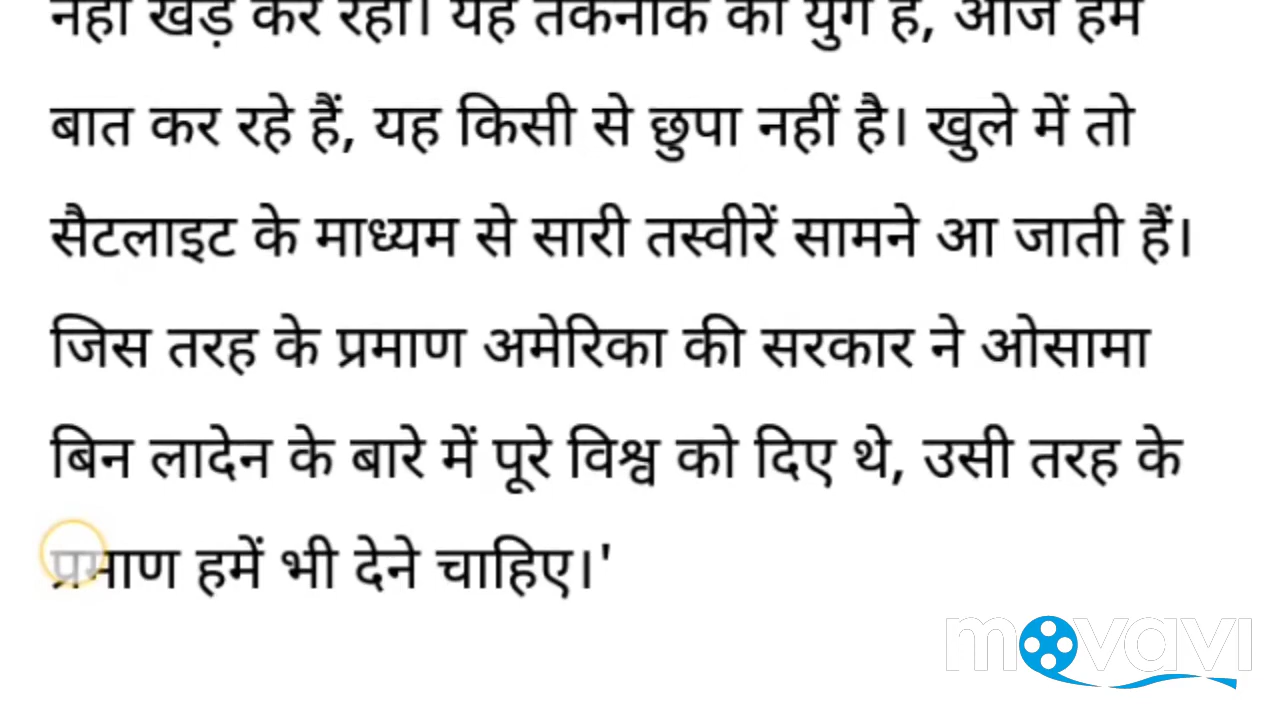 नहीं खड़े कर रहा। यह तकनीक का युग है, आज हम
बात कर रहे हैं, यह किसी से छुपा नहीं है। खुले में तो
सैटलाइट के माध्यम से सारी तस्वीरें सामने आ जाती हैं।
जिस तरह के प्रमाण अमेरिका की सरकार ने ओसामा
बिन लादेन के बारे में पूरे विश्व को दिए थे, उसी तरह के
प्रमाण हमें भी देने चाहिए।'
movavi